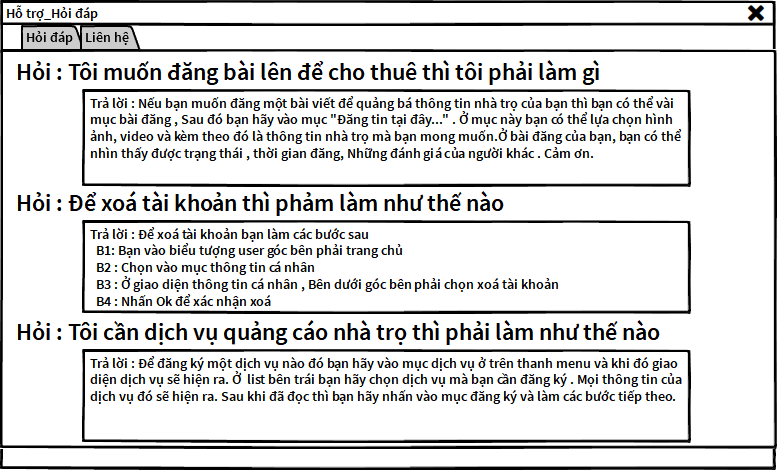 Hỗ trợ_Hỏi đáp
Hỏi đáp Liên hệ
Hỏi : Tôi muốn đăng bài lên để cho thuê thì tôi phải làm gì
Trả lời : Nếu bạn muốn đăng một bài viết để quảng bá thông tin nhà trọ của bạn thì bạn có thể vài
mục bài đăng , Sau đó bạn hãy vào mục "Đăng tin tại đây..." . Ở mục này bạn có thể lựa chọn hình
ảnh, video và kèm theo đó là thông tin nhà trọ mà bạn mong muốn.Ở bài đăng của bạn, bạn có thể
nhìn thấy được trạng thái , thời gian đăng, Những đánh giá của người khác . Cảm ơn.
Hỏi : Để xoá tài khoản thì phảm làm như thế nào
Trả lời : Để xoá tài khoản bạn làm các bước sau
B1: Bạn vào biểu tượng user góc bên phải trang chủ
B2 : Chọn vào mục thông tin cá nhân
B3 : Ở giao diện thông tin cá nhân , Bên dưới góc bên phải chọn xoá tài khoản
B4 : Nhấn Ok để xác nhận xoá
Hỏi : Tôi cần dịch vụ quảng cáo nhà trọ thì phải làm như thế nào
Trả lời : Để đăng ký một dịch vụ nào đó bạn hãy vào mục dịch vụ ở trên thanh menu và khi đó giao
diện dịch vụ sẽ hiện ra. Ở list bên trái bạn hãy chọn dịch vụ mà bạn cần đăng ký . Mọi thông tin của
dịch vụ đó sẽ hiện ra. Sau khi đã đọc thì bạn hãy nhấn vào mục đăng ký và làm các bước tiếp theo.